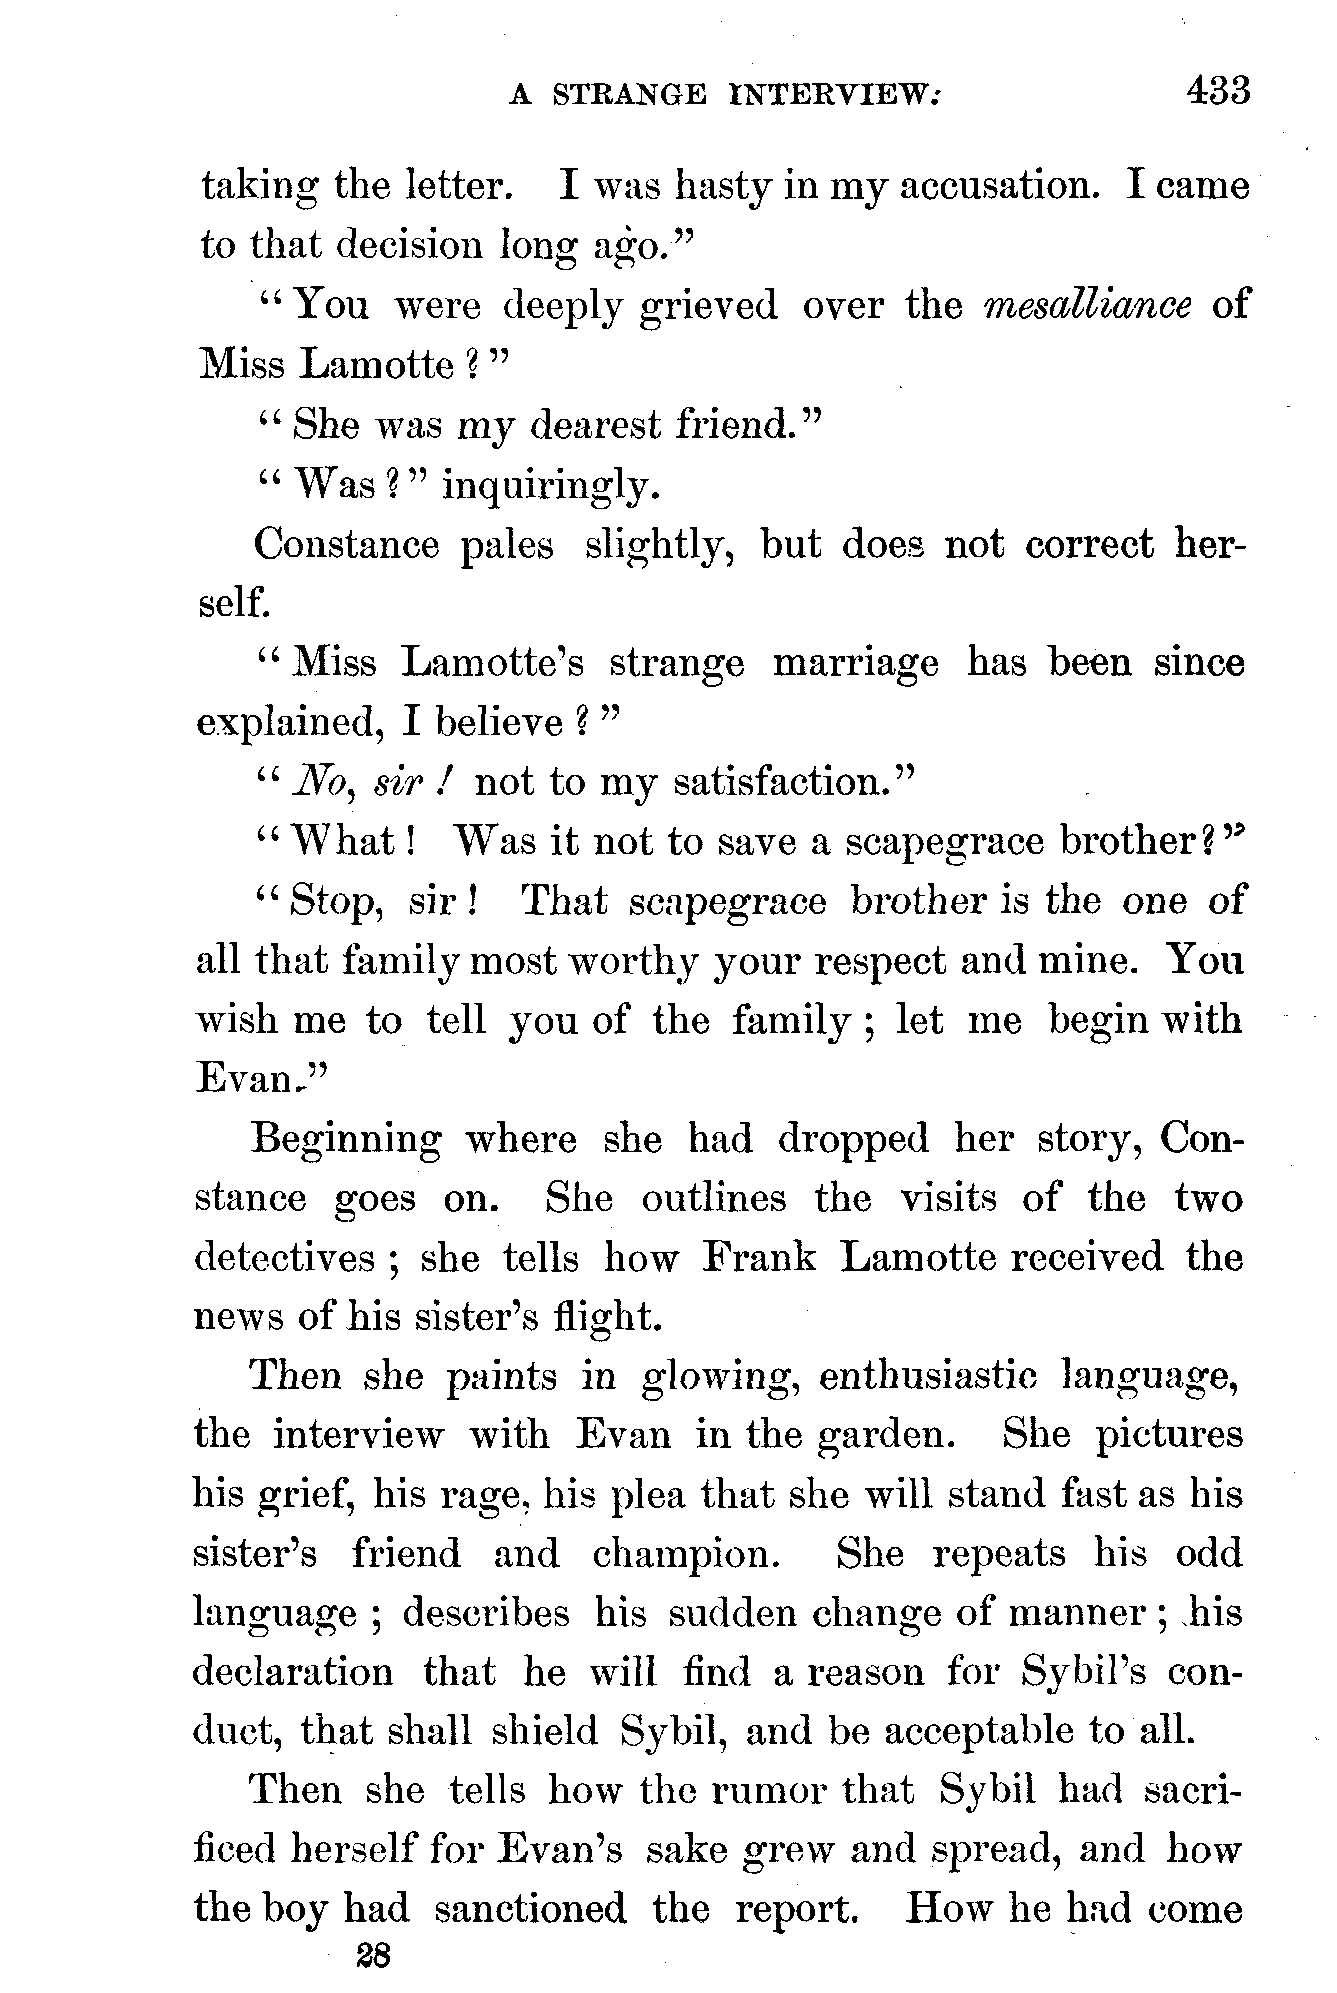 A STRANGE INTERVIEW: 433
taking the letter. I was hasty in my accusation. I came
to that decision long ago."
"You were deeply grieved over the mesalliance of
Miss Lamotte?"
"She was my dearest friend."
"Was?" inquiringly.
Constance pales slightly, but does not correct her-
self.
"Miss Lamotte's strange marriage has been since
explained, I believe?"
"No, sir! not to my satisfaction."
"What! Was it not to save a scapegrace brother?"
"Stop, sir! That scapegrace brother is the one of
all that family most worthy your respect and mine. You
wish me to tell you of the family; let me begin with
Evan."
Beginning where she had dropped her story, Con-
stance goes on. She outlines the visits of the two
detectives; she tells how Frank Lamotte received the
news of his sister's flight.
Then she paints in glowing, enthusiastic language,
the interview with Evan in the garden. She pictures
his grief, his rage, his plea that she will stand fast as his
sister's friend and champion. She repeats his odd
language; describes his sudden change of manner; his
declaration that he will find a reason for Sybil's con-
duct, that shall shield Sybil, and be acceptable to all.
Then she tells how the rumor that Sybil had sacri-
ficed herself for Evan's sake grew and spread, and how
the boy had sanctioned the report. How he had come
28